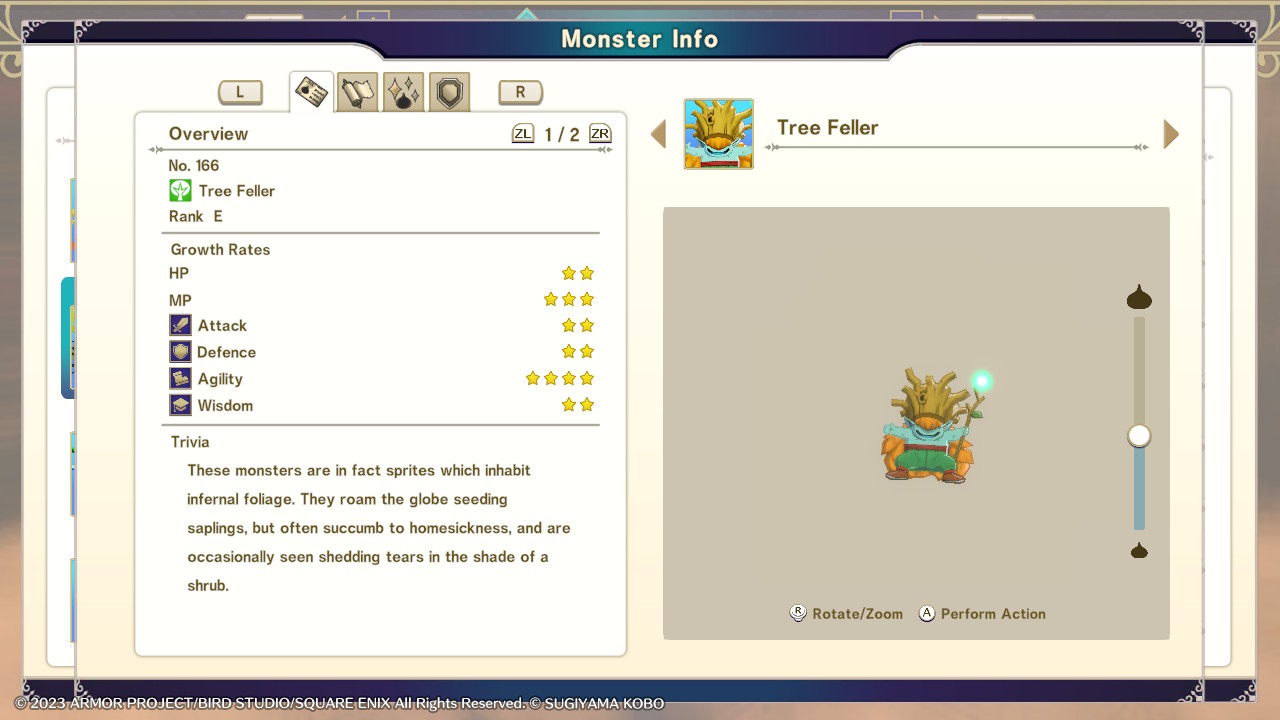 Monster Info
L
R
Overview
ZL 1 / 2 ZR
No. 166
Tree Feller
Rank E
Growth Rates
HP
MP
Attack
Defence
Agility
Wisdom
Trivia
These monsters are in fact sprites which inhabit
infernal foliage. They roam the globe seeding
saplings, but often succumb to homesickness, and are
occasionally seen shedding tears in the shade of a
shrub.
Tree Feller
R Rotate/Zoom A Perform Action
© 2023 ARMOR PROJECT/BIRD STUDIO/SQUARE ENIX All Rights Reserved. © SUGIYAMA KOBO